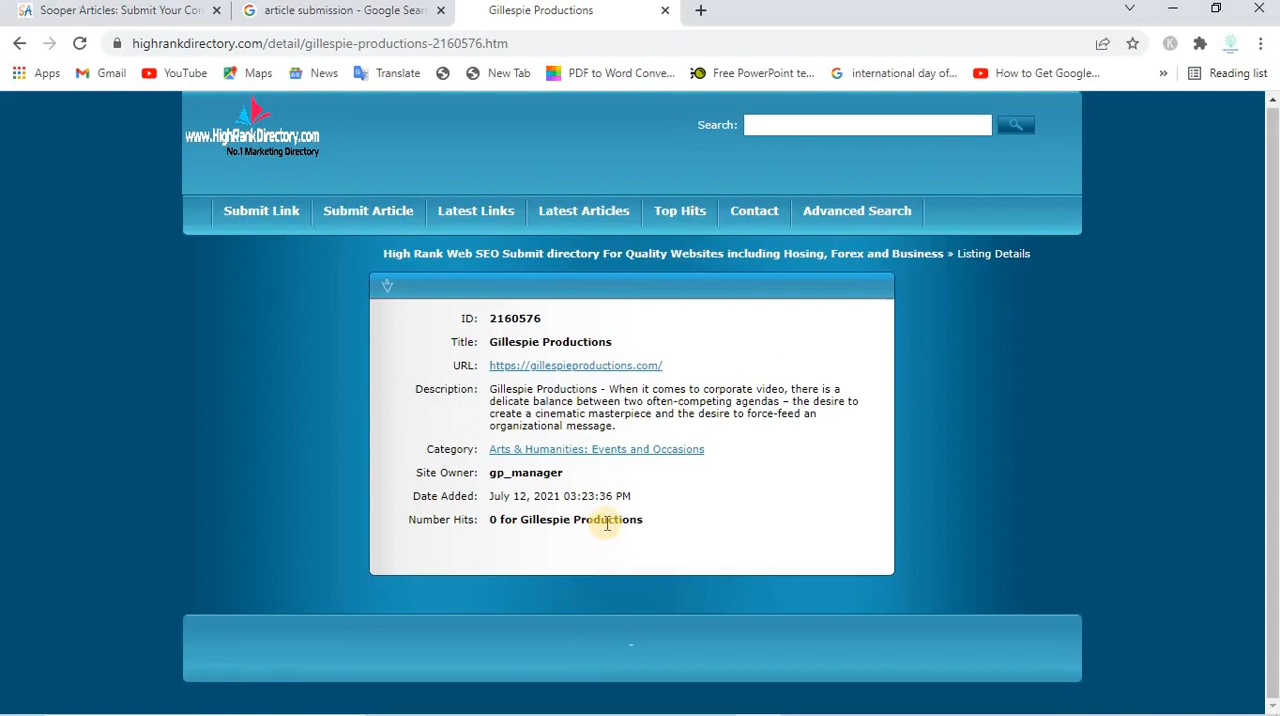 Sooper Articles: Submit Your Con
article submission - Google Sear
Gillespie Productions
highrankdirectory.com/detail/gillespie-productions-2160576.htm
K
Apps
Gmail
YouTube
Maps
News
Translate
New Tab
PDF to Word Conve...
Free PowerPoint te...
international day of...
How to Get Google...
»
Reading list
www.HighRankDirectory.com
No.1 Marketing Directory
Search:
Submit Link
Submit Article
Latest Links
Latest Articles
Top Hits
Contact
Advanced Search
High Rank Web SEO Submit directory For Quality Websites including Hosing, Forex and Business » Listing Details
ID: 2160576
Title: Gillespie Productions
URL: https://gillespieproductions.com/
Description: Gillespie Productions - When it comes to corporate video, there is a
delicate balance between two often-competing agendas – the desire to
create a cinematic masterpiece and the desire to force-feed an
organizational message.
Category: Arts & Humanities: Events and Occasions
Site Owner: gp_manager
Date Added: July 12, 2021 03:23:36 PM
Number Hits: 0 for Gillespie Productions
-